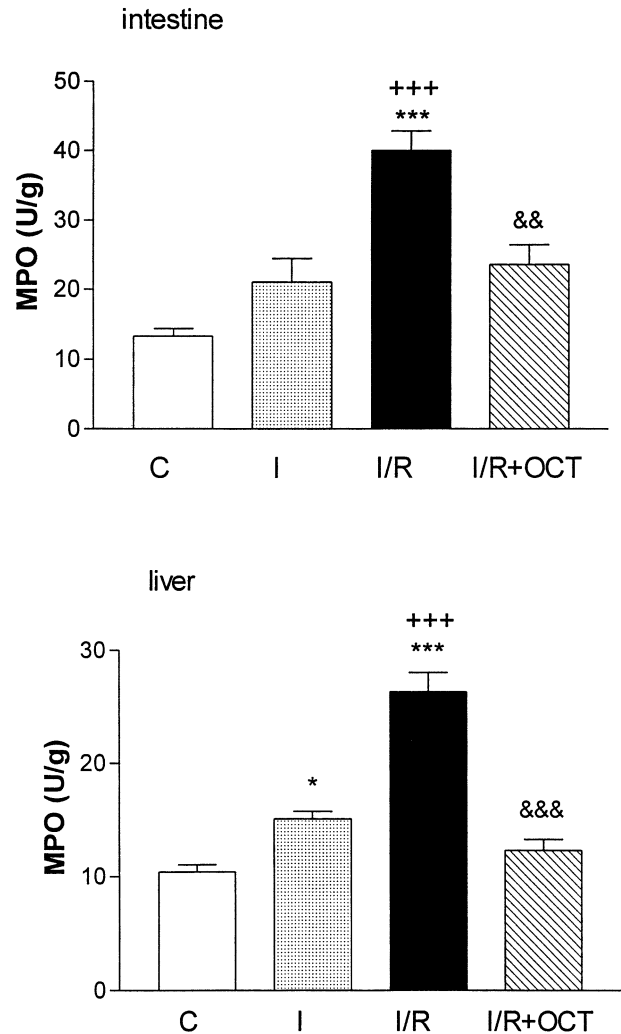 intestine
50
+++
***
40
&&
30
MPO (U/g)
20
10
0
C I I/R I/R+OCT
liver
30
+++
***
20
*
&&&
MPO (U/g)
10
0
C I I/R I/R+OCT